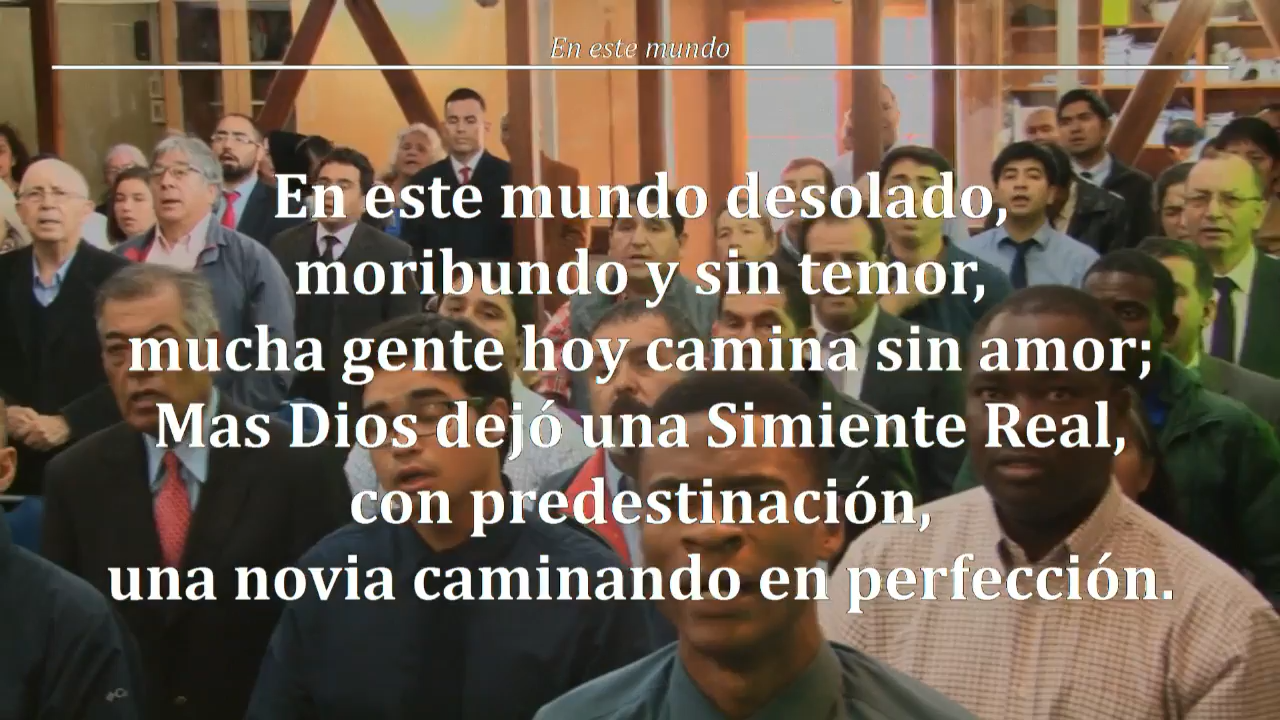 En este mundo
En este mundo desolado,
moribundo y sin temor,
mucha gente hoy camina sin amor;
Mas Dios dejó una Simiente Real,
con predestinación,
una novia caminando en perfección.